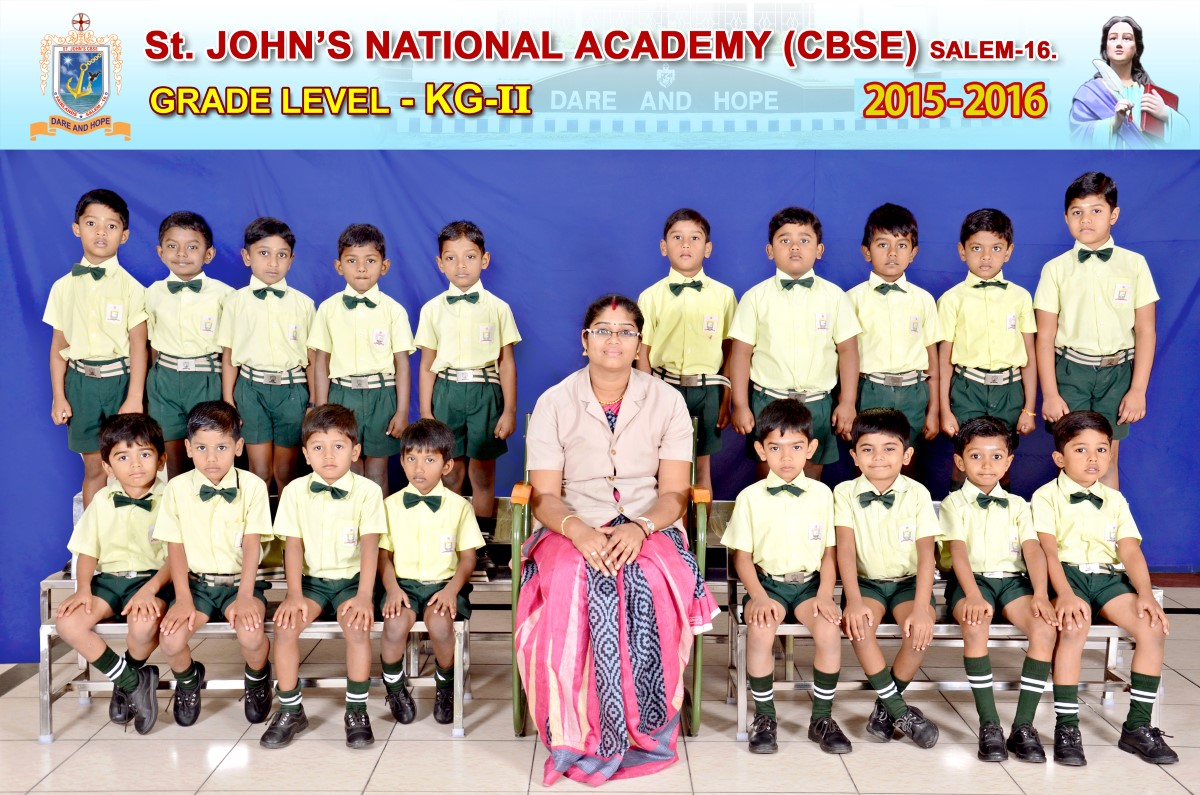 St. JOHN'S NATIONAL ACADEMY (CBSE) SALEM-16.
GRADE LEVEL - KG-II
DARE AND HOPE
2015-2016
ST. JOHN'S CBSE
DARE AND HOPE